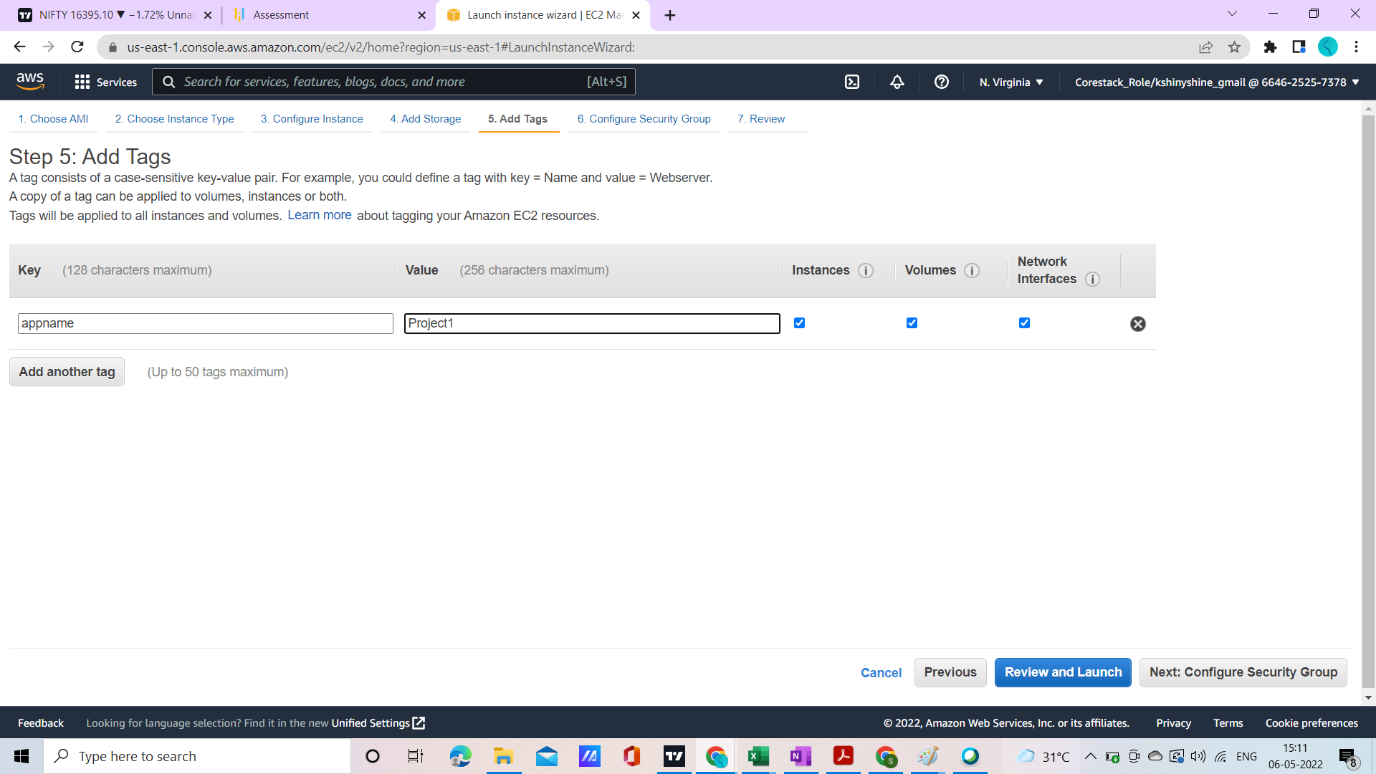 NIFTY 16395.10 ▼ −1.72% Unnar
Assessment
Launch instance wizard | EC2 Mar
us-east-1.console.aws.amazon.com/ec2/v2/home?region=us-east-1#LaunchInstanceWizard:
aws
Services
Search for services, features, blogs, docs, and more
[Alt+S]
N. Virginia ▼
Corestack_Role/kshinyshine_gmail @ 6646-2525-7378 ▼
1. Choose AMI
2. Choose Instance Type
3. Configure Instance
4. Add Storage
5. Add Tags
6. Configure Security Group
7. Review
Step 5: Add Tags
A tag consists of a case-sensitive key-value pair. For example, you could define a tag with key = Name and value = Webserver.
A copy of a tag can be applied to volumes, instances or both.
Tags will be applied to all instances and volumes. Learn more about tagging your Amazon EC2 resources.
Key (128 characters maximum)
Value (256 characters maximum)
Instances
Volumes
Network
Interfaces
appname
Project1
Add another tag
(Up to 50 tags maximum)
Cancel
Previous
Review and Launch
Next: Configure Security Group
Feedback
Looking for language selection? Find it in the new Unified Settings
© 2022, Amazon Web Services, Inc. or its affiliates.
Privacy
Terms
Cookie preferences
Type here to search
31°C
ENG
15:11
06-05-2022
8